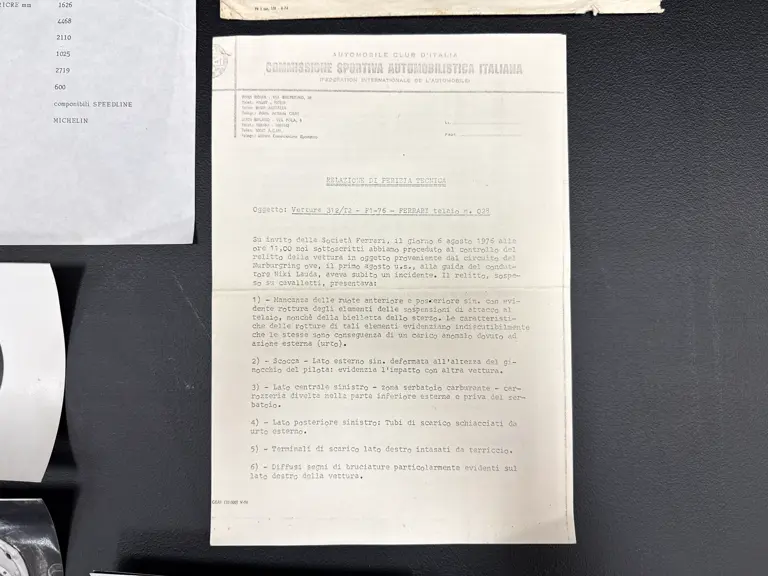 mm 1626
4468
2110
1025
2719
600
compatibili SPEEDLINE
MICHELIN
AUTOMOBILE CLUB D'ITALIA
COMMISSIONE SPORTIVA AUTOMOBILISTICA ITALIANA
(FEDERATION INTERNATIONALE DE L'AUTOMOBILE)
RELAZIONE DI PERIZIA TECNICA
Oggetto: Vettura 312/T2 - F1-76 - FERRARI telaio n. 028
Su invito della Società Ferrari, il giorno 6 agosto 1976 alle
ore 11,00 noi sottoscritti abbiamo proceduto al controllo del
relitto della vettura in oggetto proveniente dal circuito del
Nurburgring ove, il primo agosto u.s., alla guida del condut-
tore Niki Lauda, aveva subito un incidente. Il relitto, sospe-
so su cavalletti, presentava:
1) - Mancanza delle ruote anteriore e posteriore sin. con evi-
dente rottura degli elementi delle sospensioni di attacco al
telaio, nonchè della bielletta dello sterzo. Le caratteristi-
che delle rotture di tali elementi evidenziano indiscutibilmente
che le stesse sono conseguenza di un carico anomalo dovuto ad
azione esterna (urto).
2) - Scocca - Lato esterno sin. deformata all'altezza del gi-
nocchio del pilota: evidenzia l'impatto con altra vettura.
3) - Lato centrale sinistro - zona serbatoio carburante - car-
rozzeria divelta nella parte inferiore esterna e priva del ser-
batoio.
4) - Lato posteriore sinistro: Tubi di scarico schiacciati da
urto esterno.
5) - Terminali di scarico lato destro intasati da terriccio.
6) - Diffusi segni di bruciature particolarmente evidenti sul
lato destro della vettura.